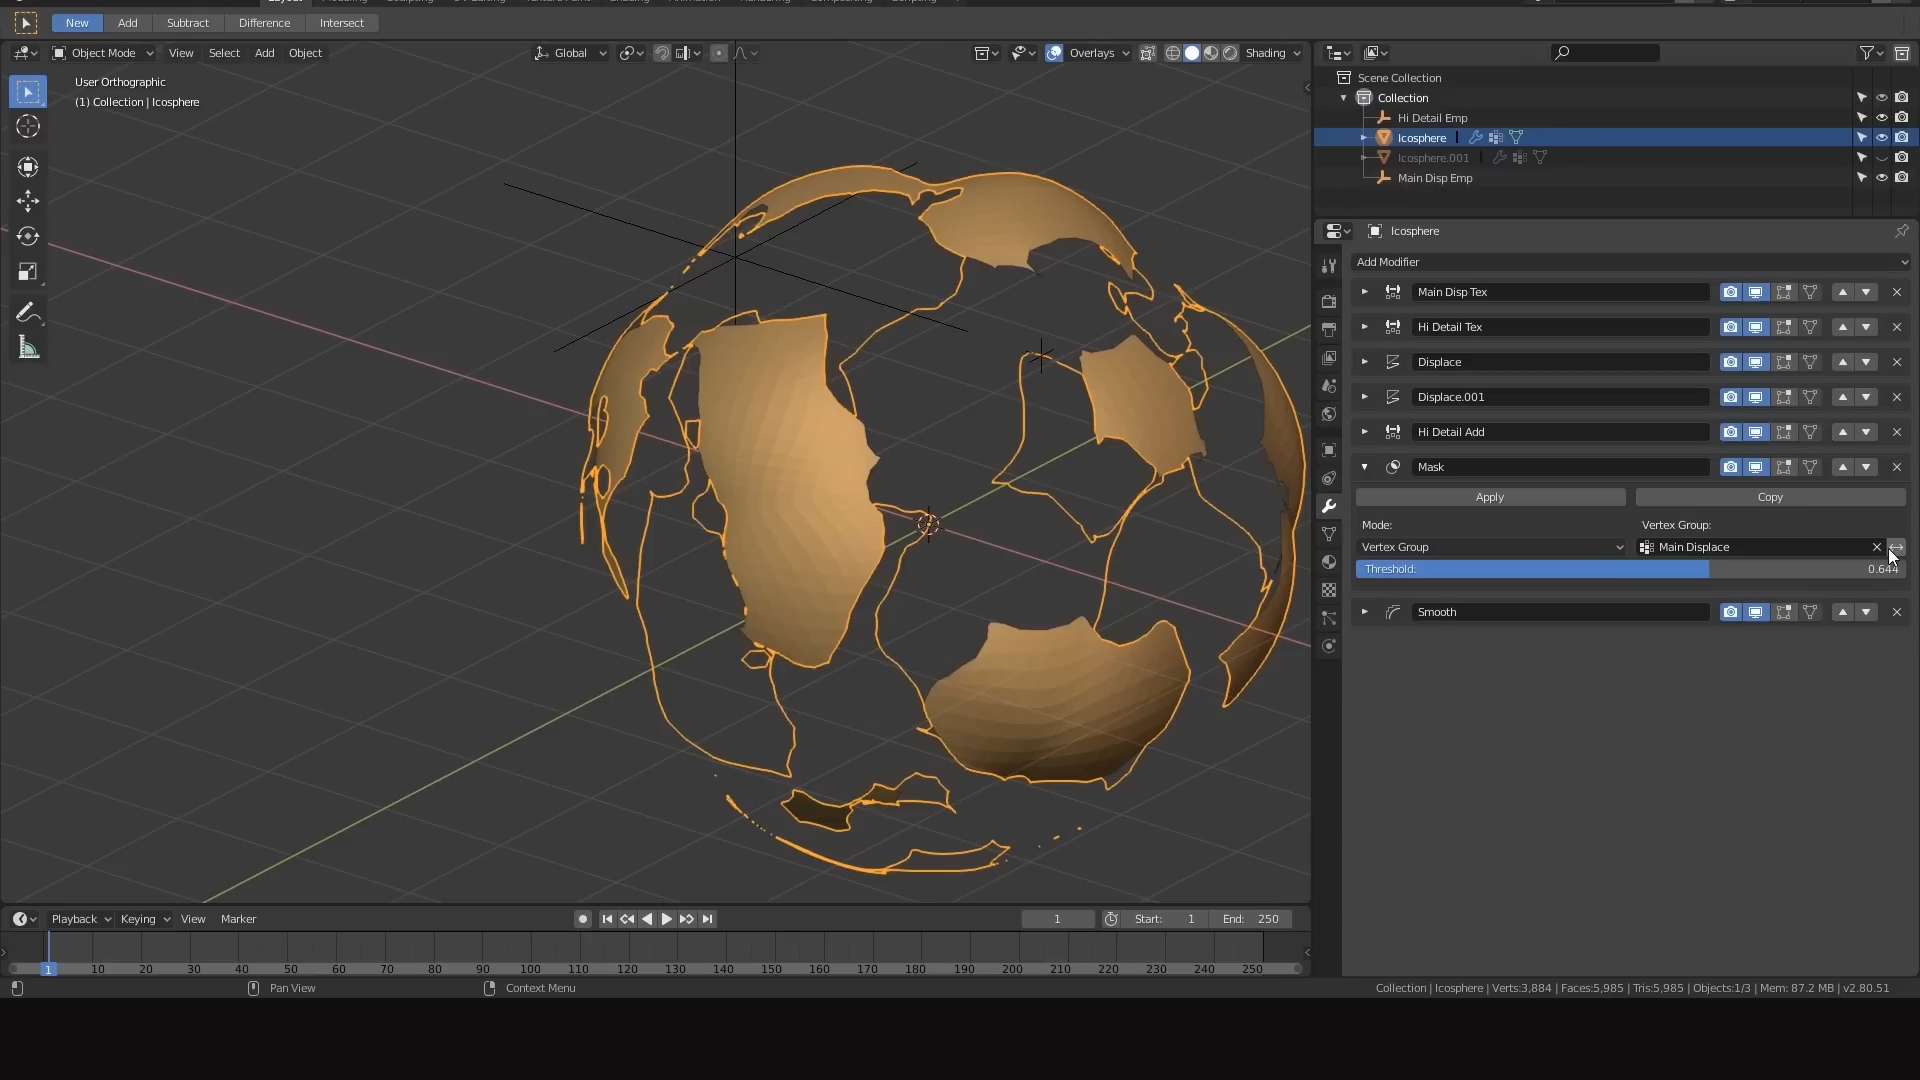 New Add Subtract Difference Intersect
Object Mode View Select Add Object Global Overlays Shading
User Orthographic
(1) Collection | Icosphere
Scene Collection
Collection
Hi Detail Emp
Icosphere
Icosphere.001
Main Disp Emp
Icosphere
Add Modifier
Main Disp Tex
Hi Detail Tex
Displace
Displace.001
Hi Detail Add
Mask
Apply Copy
Mode: Vertex Group:
Vertex Group Main Displace
Threshold: 0.644
Smooth
Playback Keying View Marker 1 Start: 1 End: 250
1 10 20 30 40 50 60 70 80 90 100 110 120 130 140 150 160 170 180 190 200 210 220 230 240 250
Pan View Context Menu Collection | Icosphere | Verts:3,884 | Faces:5,985 | Tris:5,985 | Objects:1/3 | Mem: 87.2 MB | v2.80.51